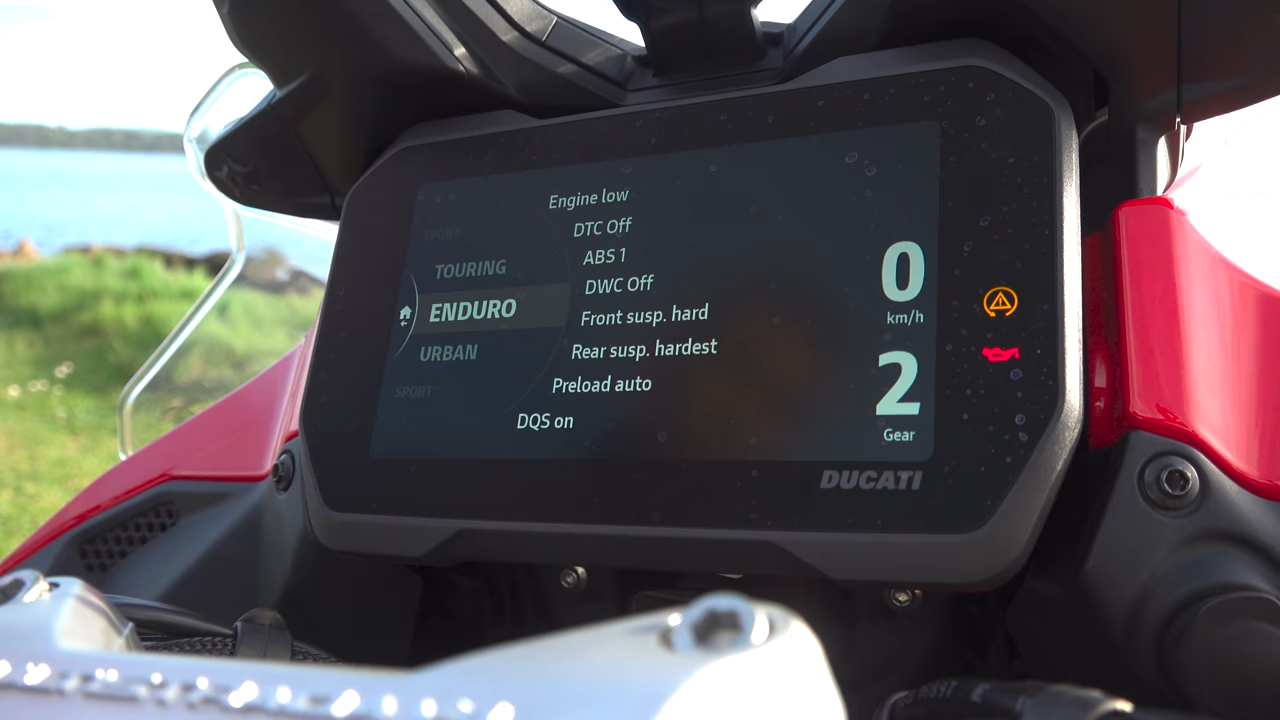 SPORT
TOURING
ENDURO
URBAN
SPORT
Engine low
DTC Off
ABS 1
DWC Off
Front susp. hard
Rear susp. hardest
Preload auto
DQS on
0
km/h
2
Gear
DUCATI